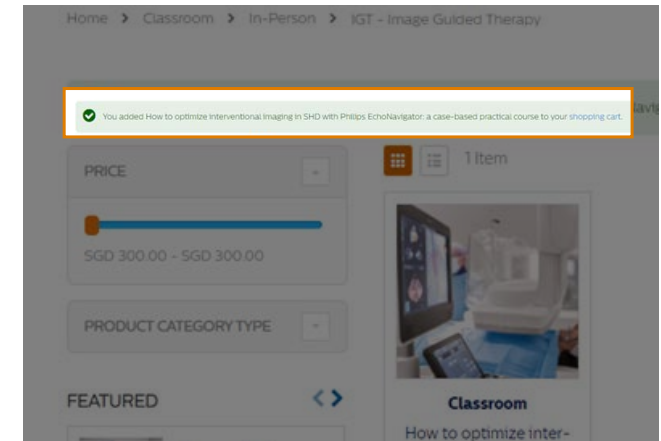 Home > Classroom > In-Person > IGT - Image Guided Therapy
You added How to optimize Interventional Imaging in SHD with Philips EchoNavigator: a case-based practical course to your shopping cart.
PRICE
1 Item
SGD 300.00 - SGD 300.00
PRODUCT CATEGORY TYPE
FEATURED
Classroom
How to optimize inter-